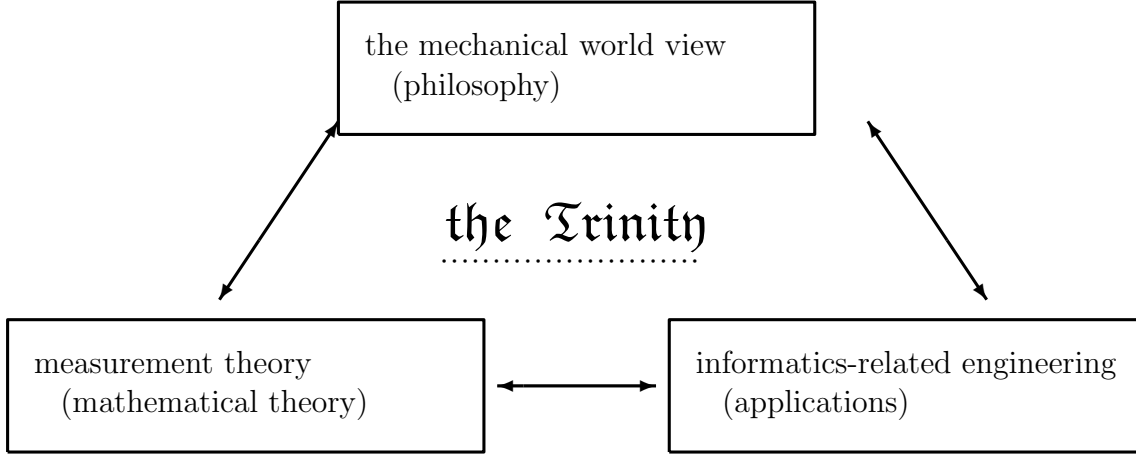 the mechanical world view
(philosophy)
the Trinity
measurement theory
(mathematical theory)
informatics-related engineering
(applications)